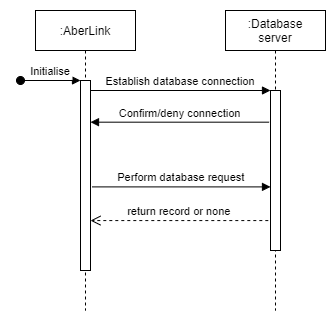 :AberLink
:Database
server
Initialise
Establish database connection
Confirm/deny connection
Perform database request
return record or none